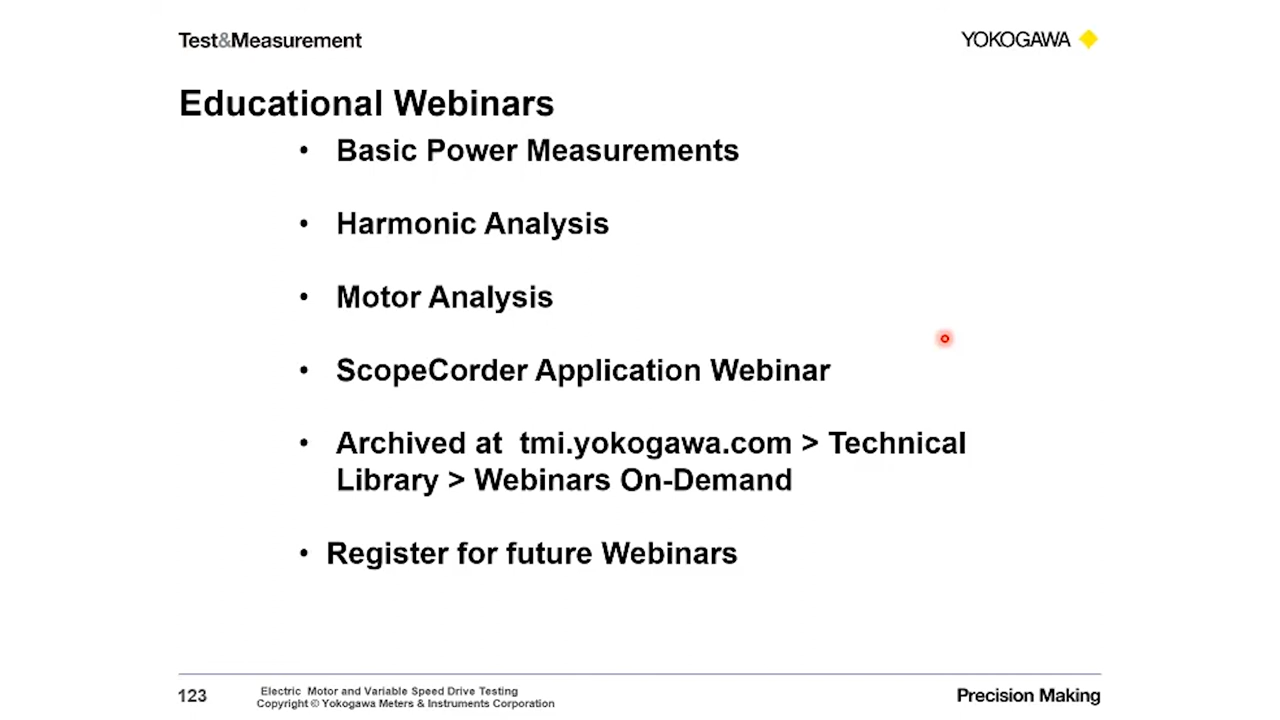 Test&Measurement
YOKOGAWA
Educational Webinars
• Basic Power Measurements
• Harmonic Analysis
• Motor Analysis
• ScopeCorder Application Webinar
• Archived at tmi.yokogawa.com > Technical
Library > Webinars On-Demand
• Register for future Webinars
123
Electric Motor and Variable Speed Drive Testing
Copyright © Yokogawa Meters & Instruments Corporation
Precision Making